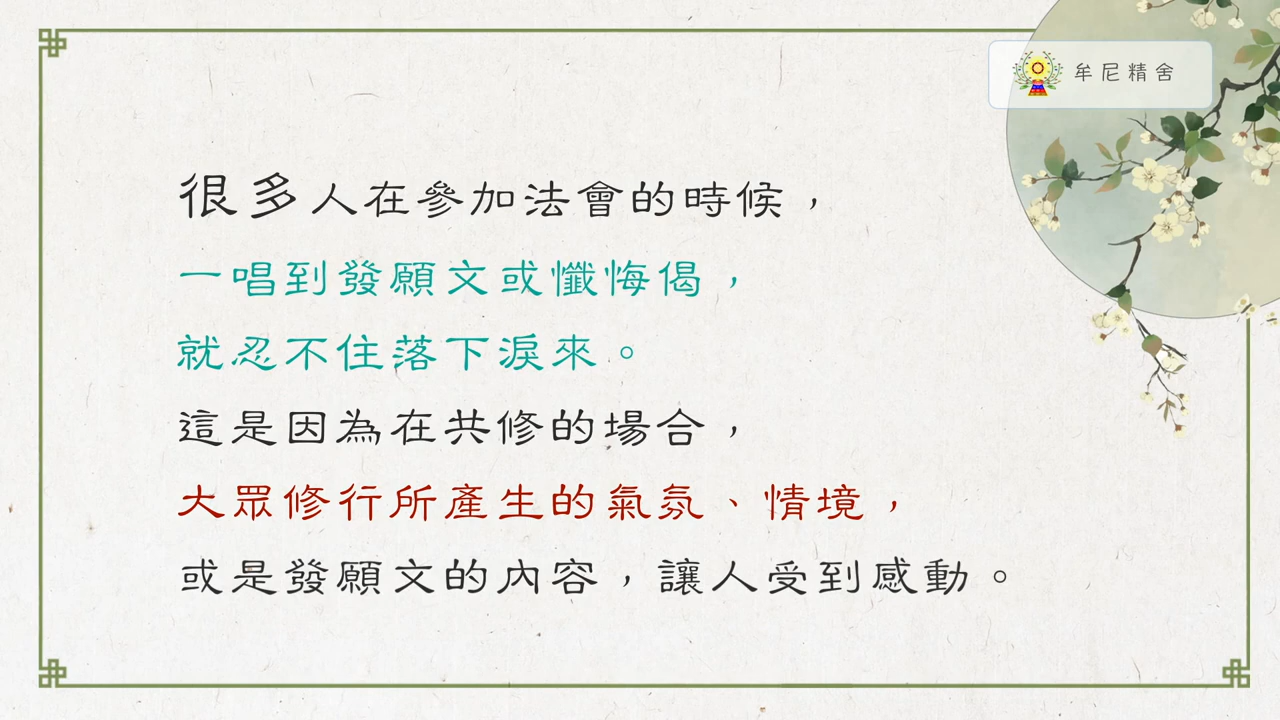 牟尼精舍
很多人在參加法會的時候，
一唱到發願文或懺悔偈，
就忍不住落下淚來。
這是因為在共修的場合，
大眾修行所產生的氣氛、情境，
或是發願文的內容，讓人受到感動。